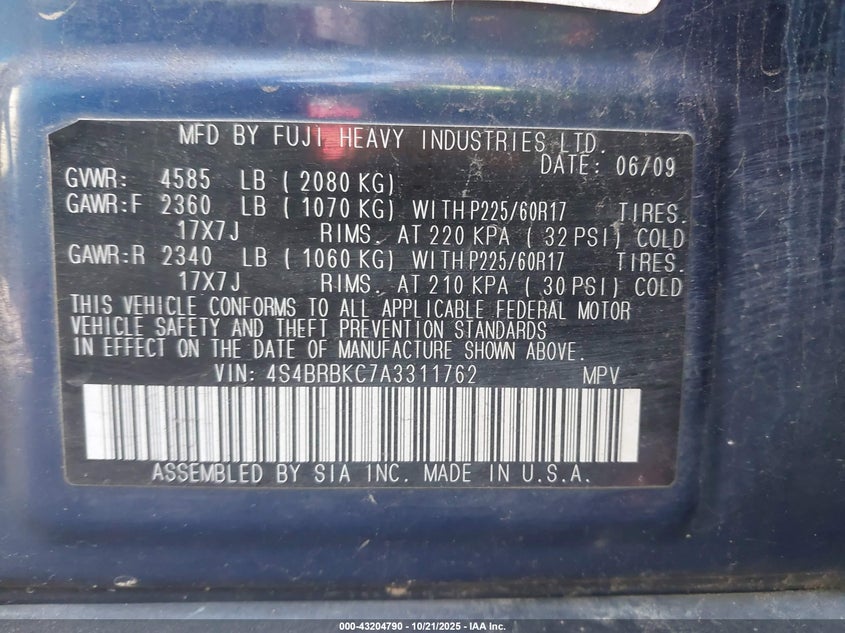 MFD BY FUJI HEAVY INDUSTRIES LTD.
DATE: 06/09
GVWR: 4585 LB ( 2080 KG)
GAWR:F 2360 LB ( 1070 KG) WITH P225/60R17 TIRES.
17X7J RIMS. AT 220 KPA ( 32 PSI) COLD
GAWR:R 2340 LB ( 1060 KG) WITH P225/60R17 TIRES.
17X7J RIMS. AT 210 KPA ( 30 PSI) COLD
THIS VEHICLE CONFORMS TO ALL APPLICABLE FEDERAL MOTOR
VEHICLE SAFETY AND THEFT PREVENTION STANDARDS
IN EFFECT ON THE DATE OF MANUFACTURE SHOWN ABOVE.
VIN: 4S4BRBKC7A3311762 MPV
ASSEMBLED BY SIA INC. MADE IN U.S.A.
000-43204790 - 10/21/2025 - IAA Inc.